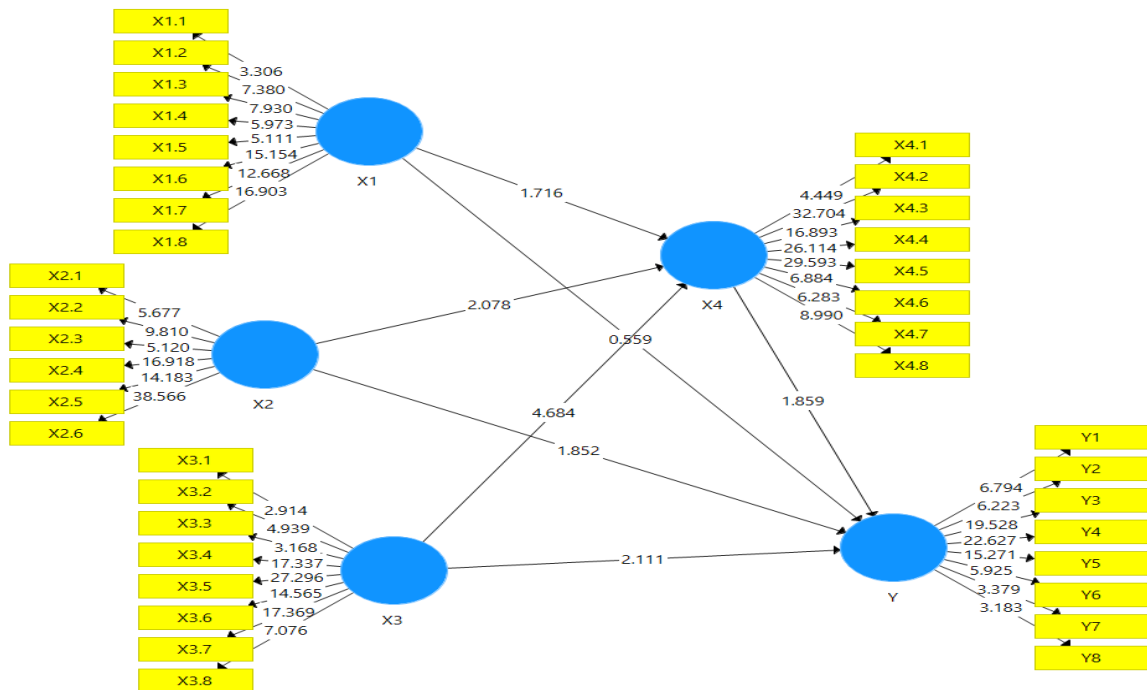 X1.1
X1.2
X1.3
X1.4
X1.5
X1.6
X1.7
X1.8
3.306
7.380
7.930
5.973
5.111
15.154
12.668
16.903
X1
X2.1
X2.2
X2.3
X2.4
X2.5
X2.6
5.677
9.810
5.120
16.918
14.183
38.566
X2
X3.1
X3.2
X3.3
X3.4
X3.5
X3.6
X3.7
X3.8
2.914
4.939
3.168
17.337
27.296
14.565
17.369
7.076
X3
1.716
2.078
0.559
4.684
1.852
1.859
2.111
X4
4.449
32.704
16.893
26.114
29.593
6.884
6.283
8.990
X4.1
X4.2
X4.3
X4.4
X4.5
X4.6
X4.7
X4.8
Y
6.794
6.223
19.528
22.627
15.271
5.925
3.379
3.183
Y1
Y2
Y3
Y4
Y5
Y6
Y7
Y8